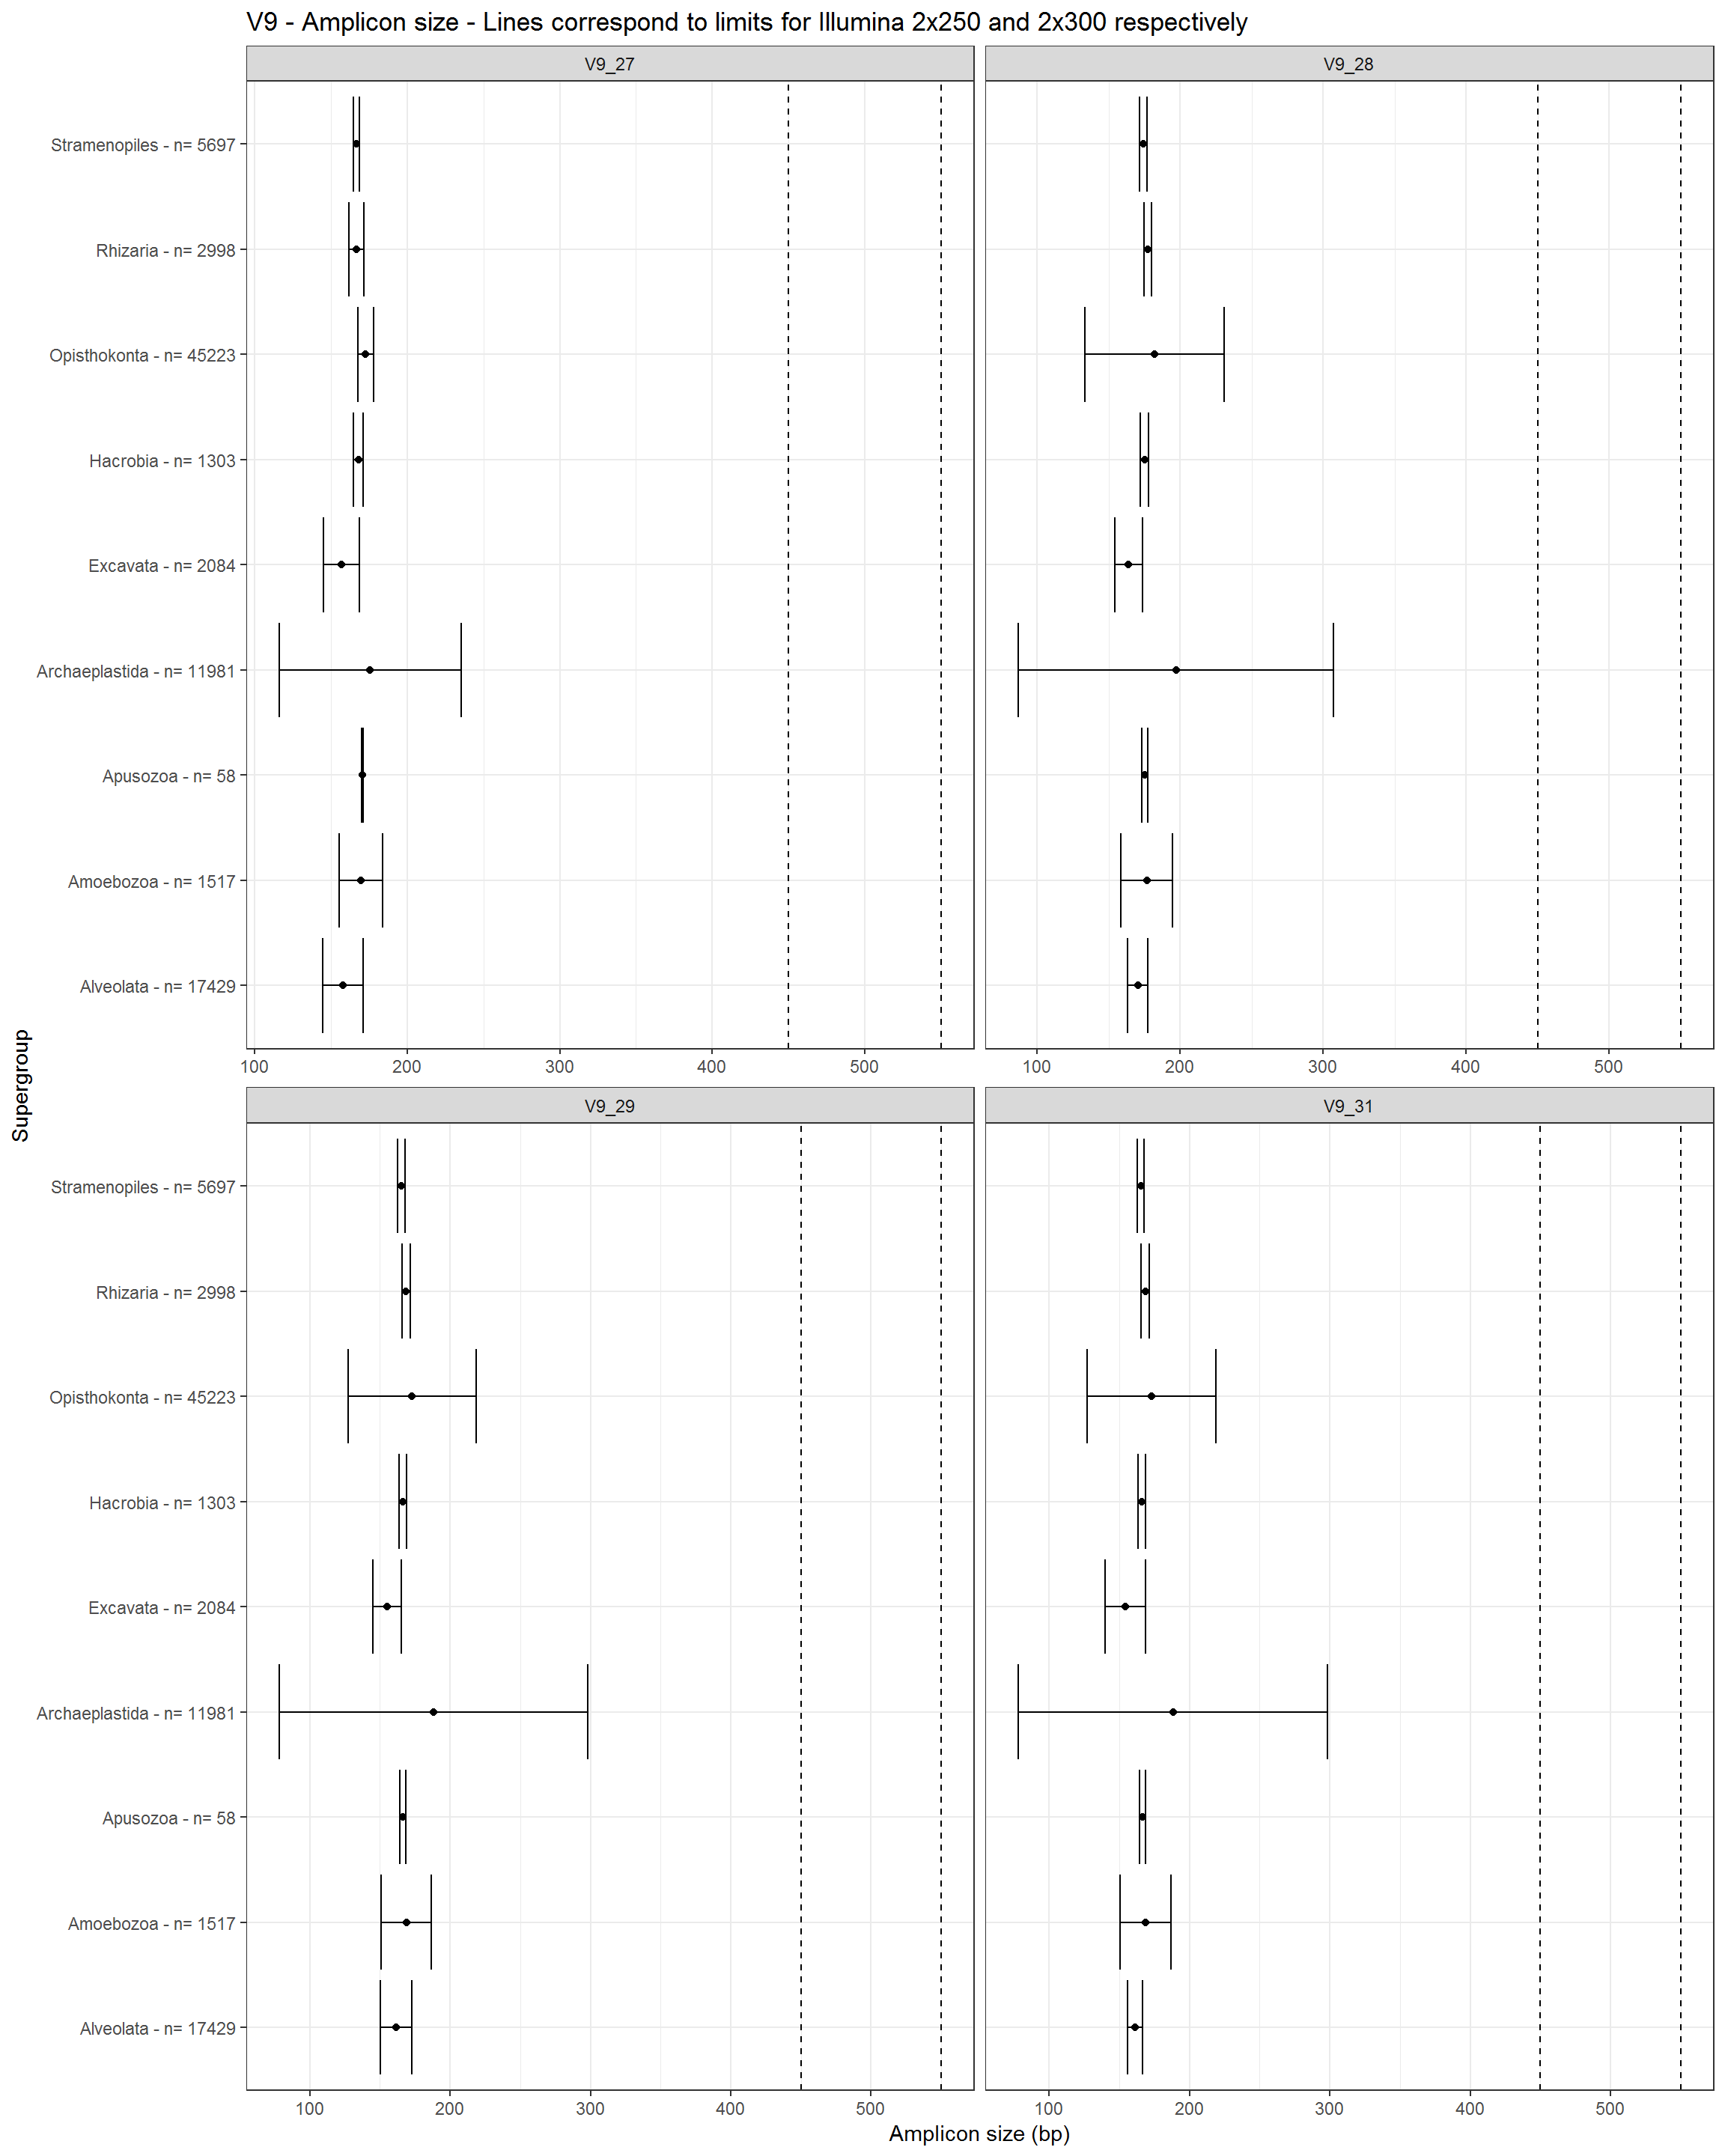 V9 - Amplicon size - Lines correspond to limits for Illumina 2x250 and 2x300 respectively
V9_27
V9_28
Stramenopiles - n= 5697
Rhizaria - n= 2998
Opisthokonta - n= 45223
Hacrobia - n= 1303
Excavata - n= 2084
Archaeplastida - n= 11981
Apusozoa - n= 58
Amoebozoa - n= 1517
Alveolata - n= 17429
100 200 300 400 500
100 200 300 400 500
Supergroup
V9_29
V9_31
Stramenopiles - n= 5697
Rhizaria - n= 2998
Opisthokonta - n= 45223
Hacrobia - n= 1303
Excavata - n= 2084
Archaeplastida - n= 11981
Apusozoa - n= 58
Amoebozoa - n= 1517
Alveolata - n= 17429
100 200 300 400 500
100 200 300 400 500
Amplicon size (bp)